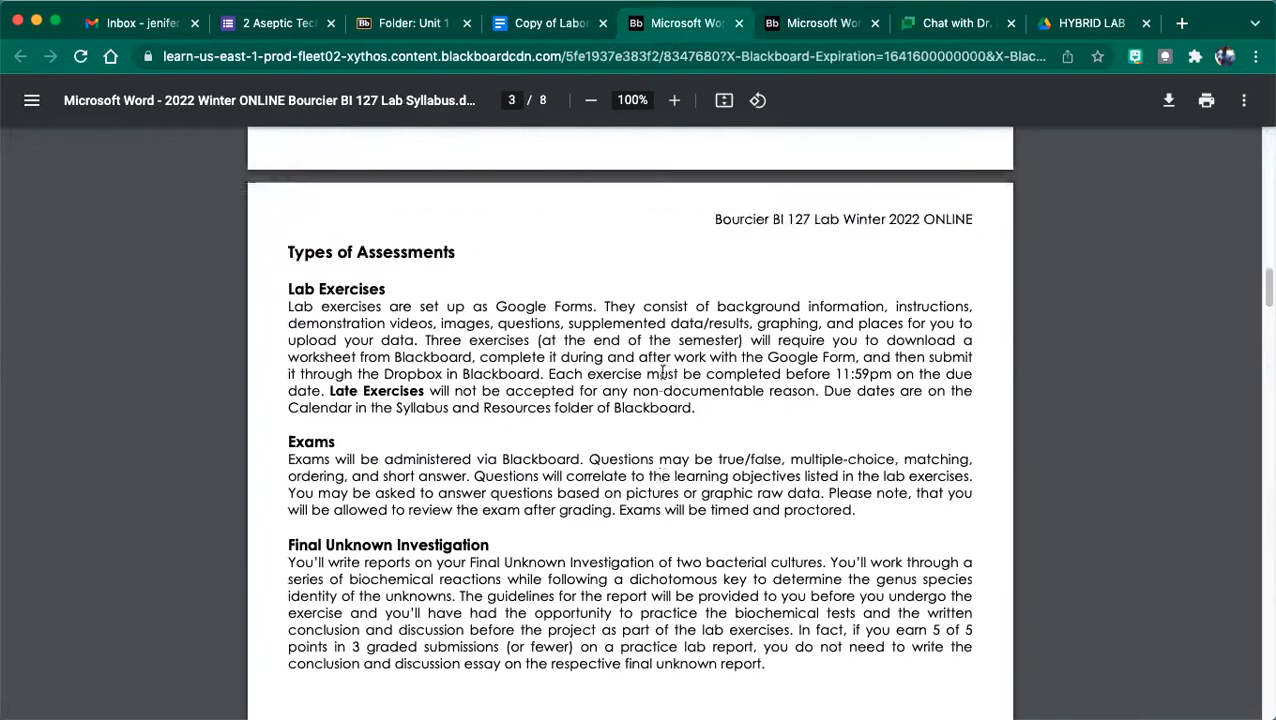 Inbox - jenifer
2 Aseptic Tec
Bb Folder: Unit 1
Copy of Labor
Bb Microsoft Wor
Bb Microsoft Wor
Chat with Dr.
HYBRID LAB
learn-us-east-1-prod-fleet02-xythos.content.blackboardcdn.com/5fe1937e383f2/8347680?X-Blackboard-Expiration=1641600000000&X-Blac...
Microsoft Word - 2022 Winter ONLINE Bourcier BI 127 Lab Syllabus.d...
3 / 8
100%
Bourcier BI 127 Lab Winter 2022 ONLINE
Types of Assessments
Lab Exercises
Lab exercises are set up as Google Forms. They consist of background information, instructions,
demonstration videos, images, questions, supplemented data/results, graphing, and places for you to
upload your data. Three exercises (at the end of the semester) will require you to download a
worksheet from Blackboard, complete it during and after work with the Google Form, and then submit
it through the Dropbox in Blackboard. Each exercise must be completed before 11:59pm on the due
date. Late Exercises will not be accepted for any non-documentable reason. Due dates are on the
Calendar in the Syllabus and Resources folder of Blackboard.
Exams
Exams will be administered via Blackboard. Questions may be true/false, multiple-choice, matching,
ordering, and short answer. Questions will correlate to the learning objectives listed in the lab exercises.
You may be asked to answer questions based on pictures or graphic raw data. Please note, that you
will be allowed to review the exam after grading. Exams will be timed and proctored.
Final Unknown Investigation
You'll write reports on your Final Unknown Investigation of two bacterial cultures. You'll work through a
series of biochemical reactions while following a dichotomous key to determine the genus species
identity of the unknowns. The guidelines for the report will be provided to you before you undergo the
exercise and you'll have had the opportunity to practice the biochemical tests and the written
conclusion and discussion before the project as part of the lab exercises. In fact, if you earn 5 of 5
points in 3 graded submissions (or fewer) on a practice lab report, you do not need to write the
conclusion and discussion essay on the respective final unknown report.